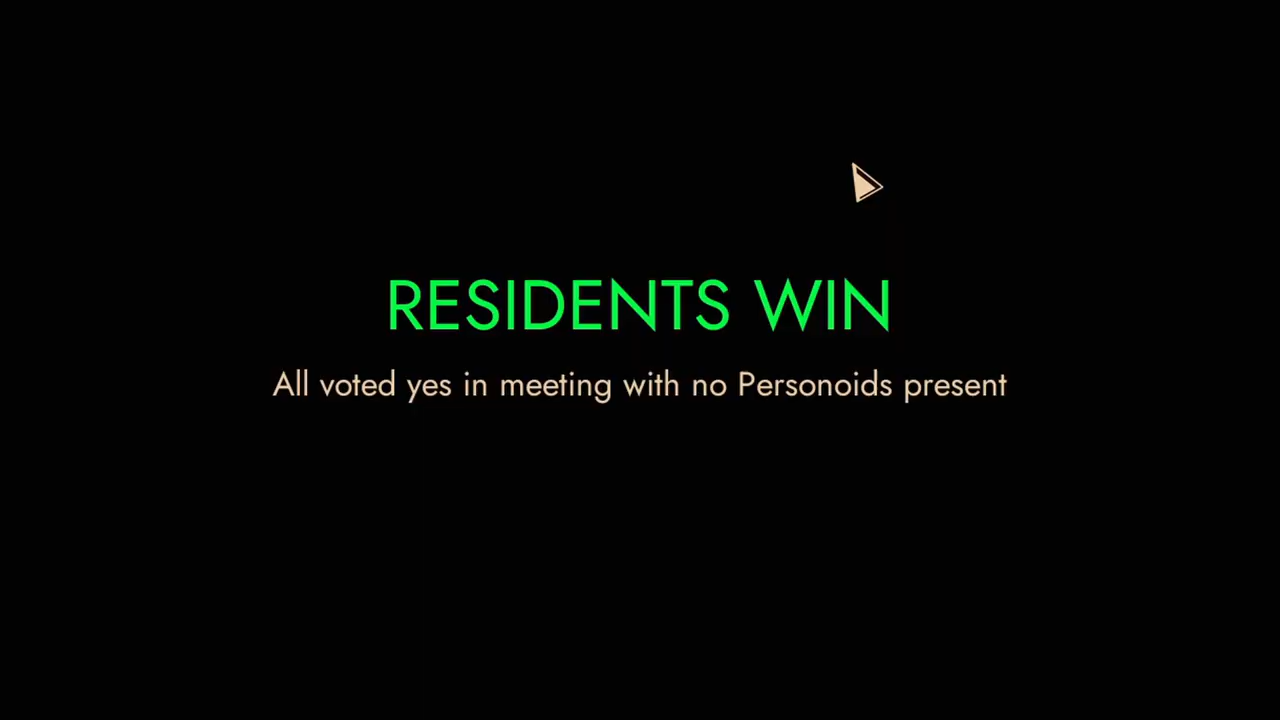 RESIDENTS WIN
All voted yes in meeting with no Personoids present